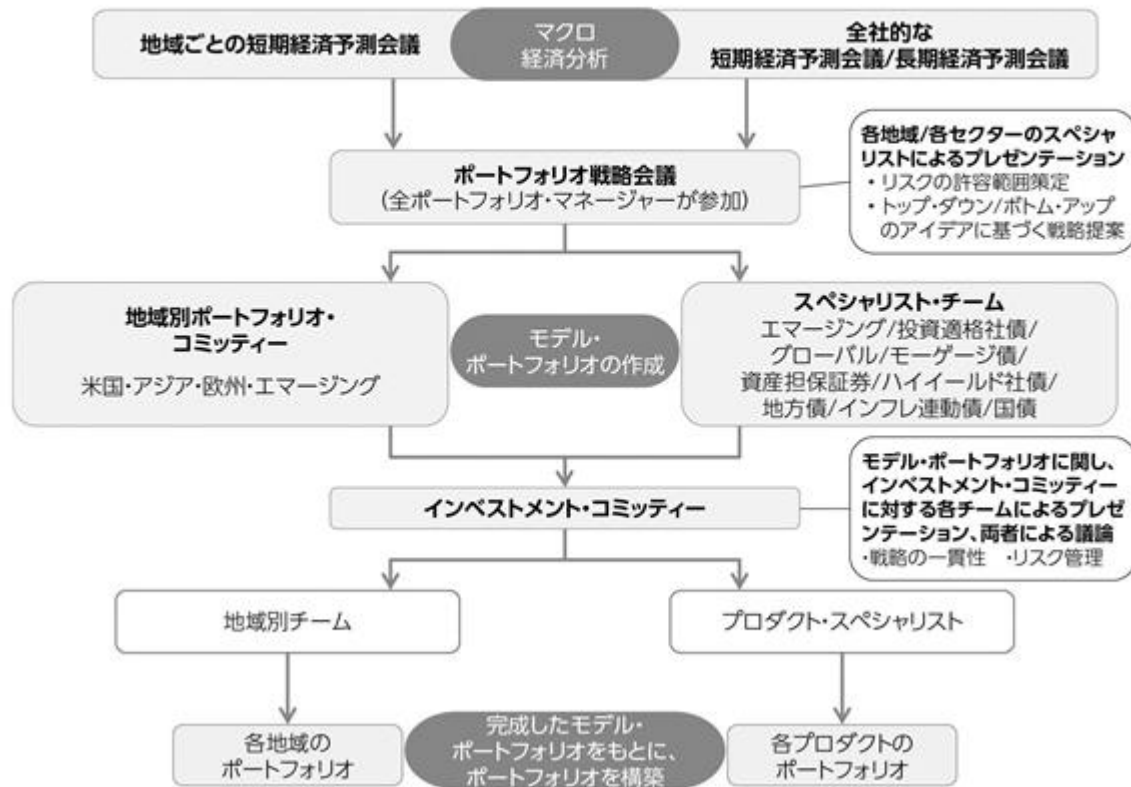 地域ごとの短期経済予測会議
マクロ
経済分析
全社的な
短期経済予測会議/長期経済予測会議
各地域/各セクターのスペシャ
リストによるプレゼンテーション
・リスクの許容範囲策定
・トップ・ダウン/ボトム・アップ
のアイデアに基づく戦略提案
ポートフォリオ戦略会議
(全ポートフォリオ・マネージャーが参加)
地域別ポートフォリオ・
コミッティー
米国・アジア・欧州・エマージング
モデル・
ポートフォリオの作成
スペシャリスト・チーム
エマージング/投資適格社債/
グローバル/モーゲージ債/
資産担保証券/ハイイールド社債/
地方債/インフレ連動債/国債
モデル・ポートフォリオに関し、
インベストメント・コミッティー
に対する各チームによるプレゼ
ンテーション、両者による議論
・戦略の一貫性 ・リスク管理
インベストメント・コミッティー
地域別チーム
プロダクト・スペシャリスト
各地域の
ポートフォリオ
完成したモデル・
ポートフォリオをもとに、
ポートフォリオを構築
各プロダクトの
ポートフォリオ